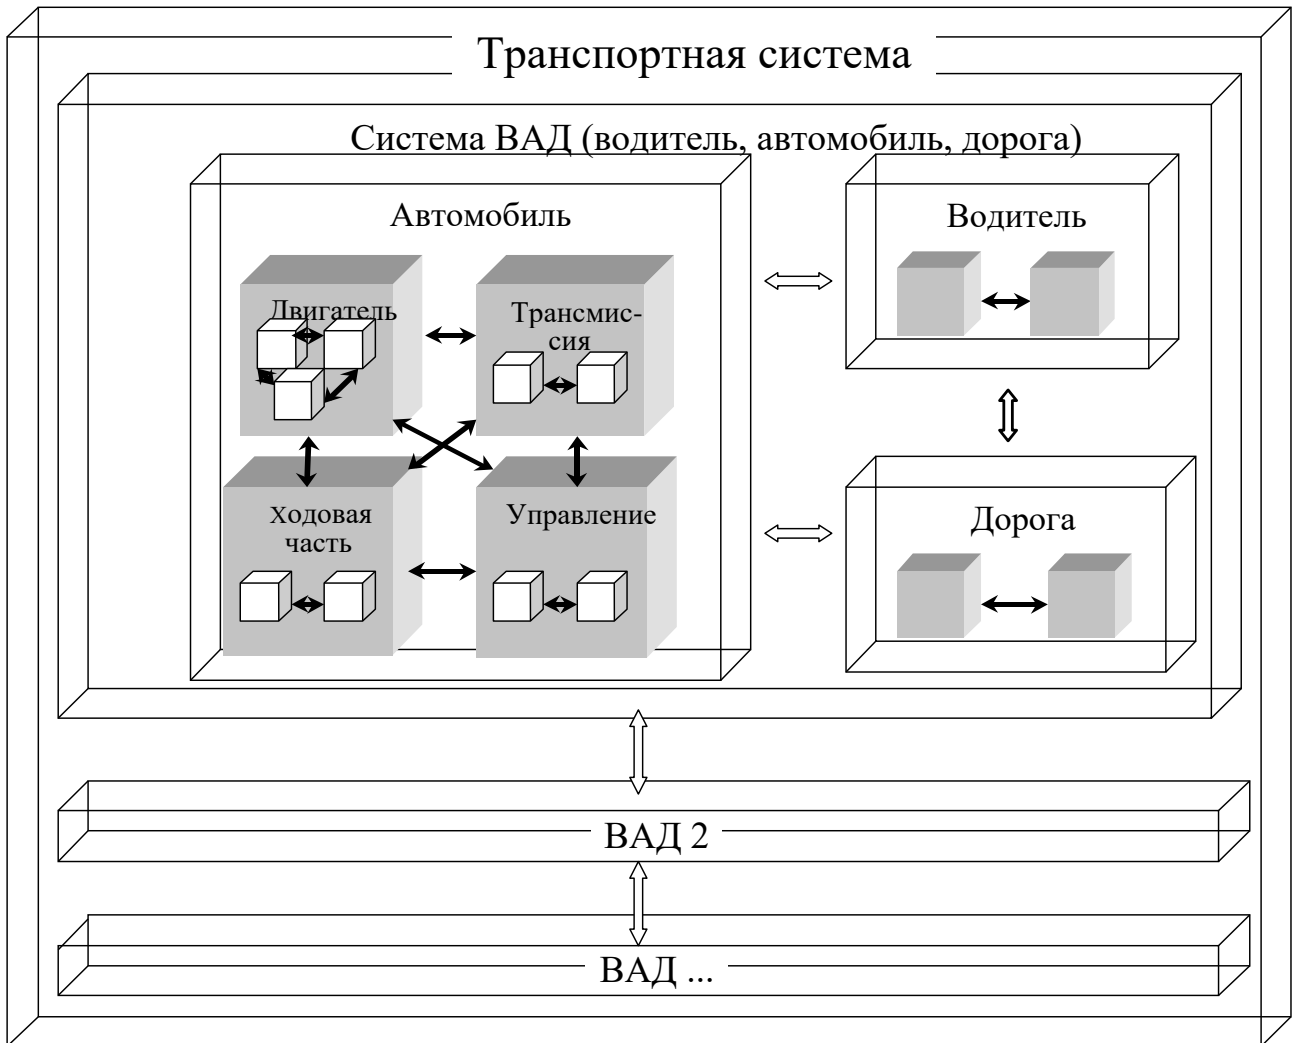 Транспортная система
Система ВАД (водитель, автомобиль, дорога)
Автомобиль
Водитель
Двигатель
Трансмис-
сия
Ходовая
часть
Управление
Дорога
ВАД 2
ВАД ...